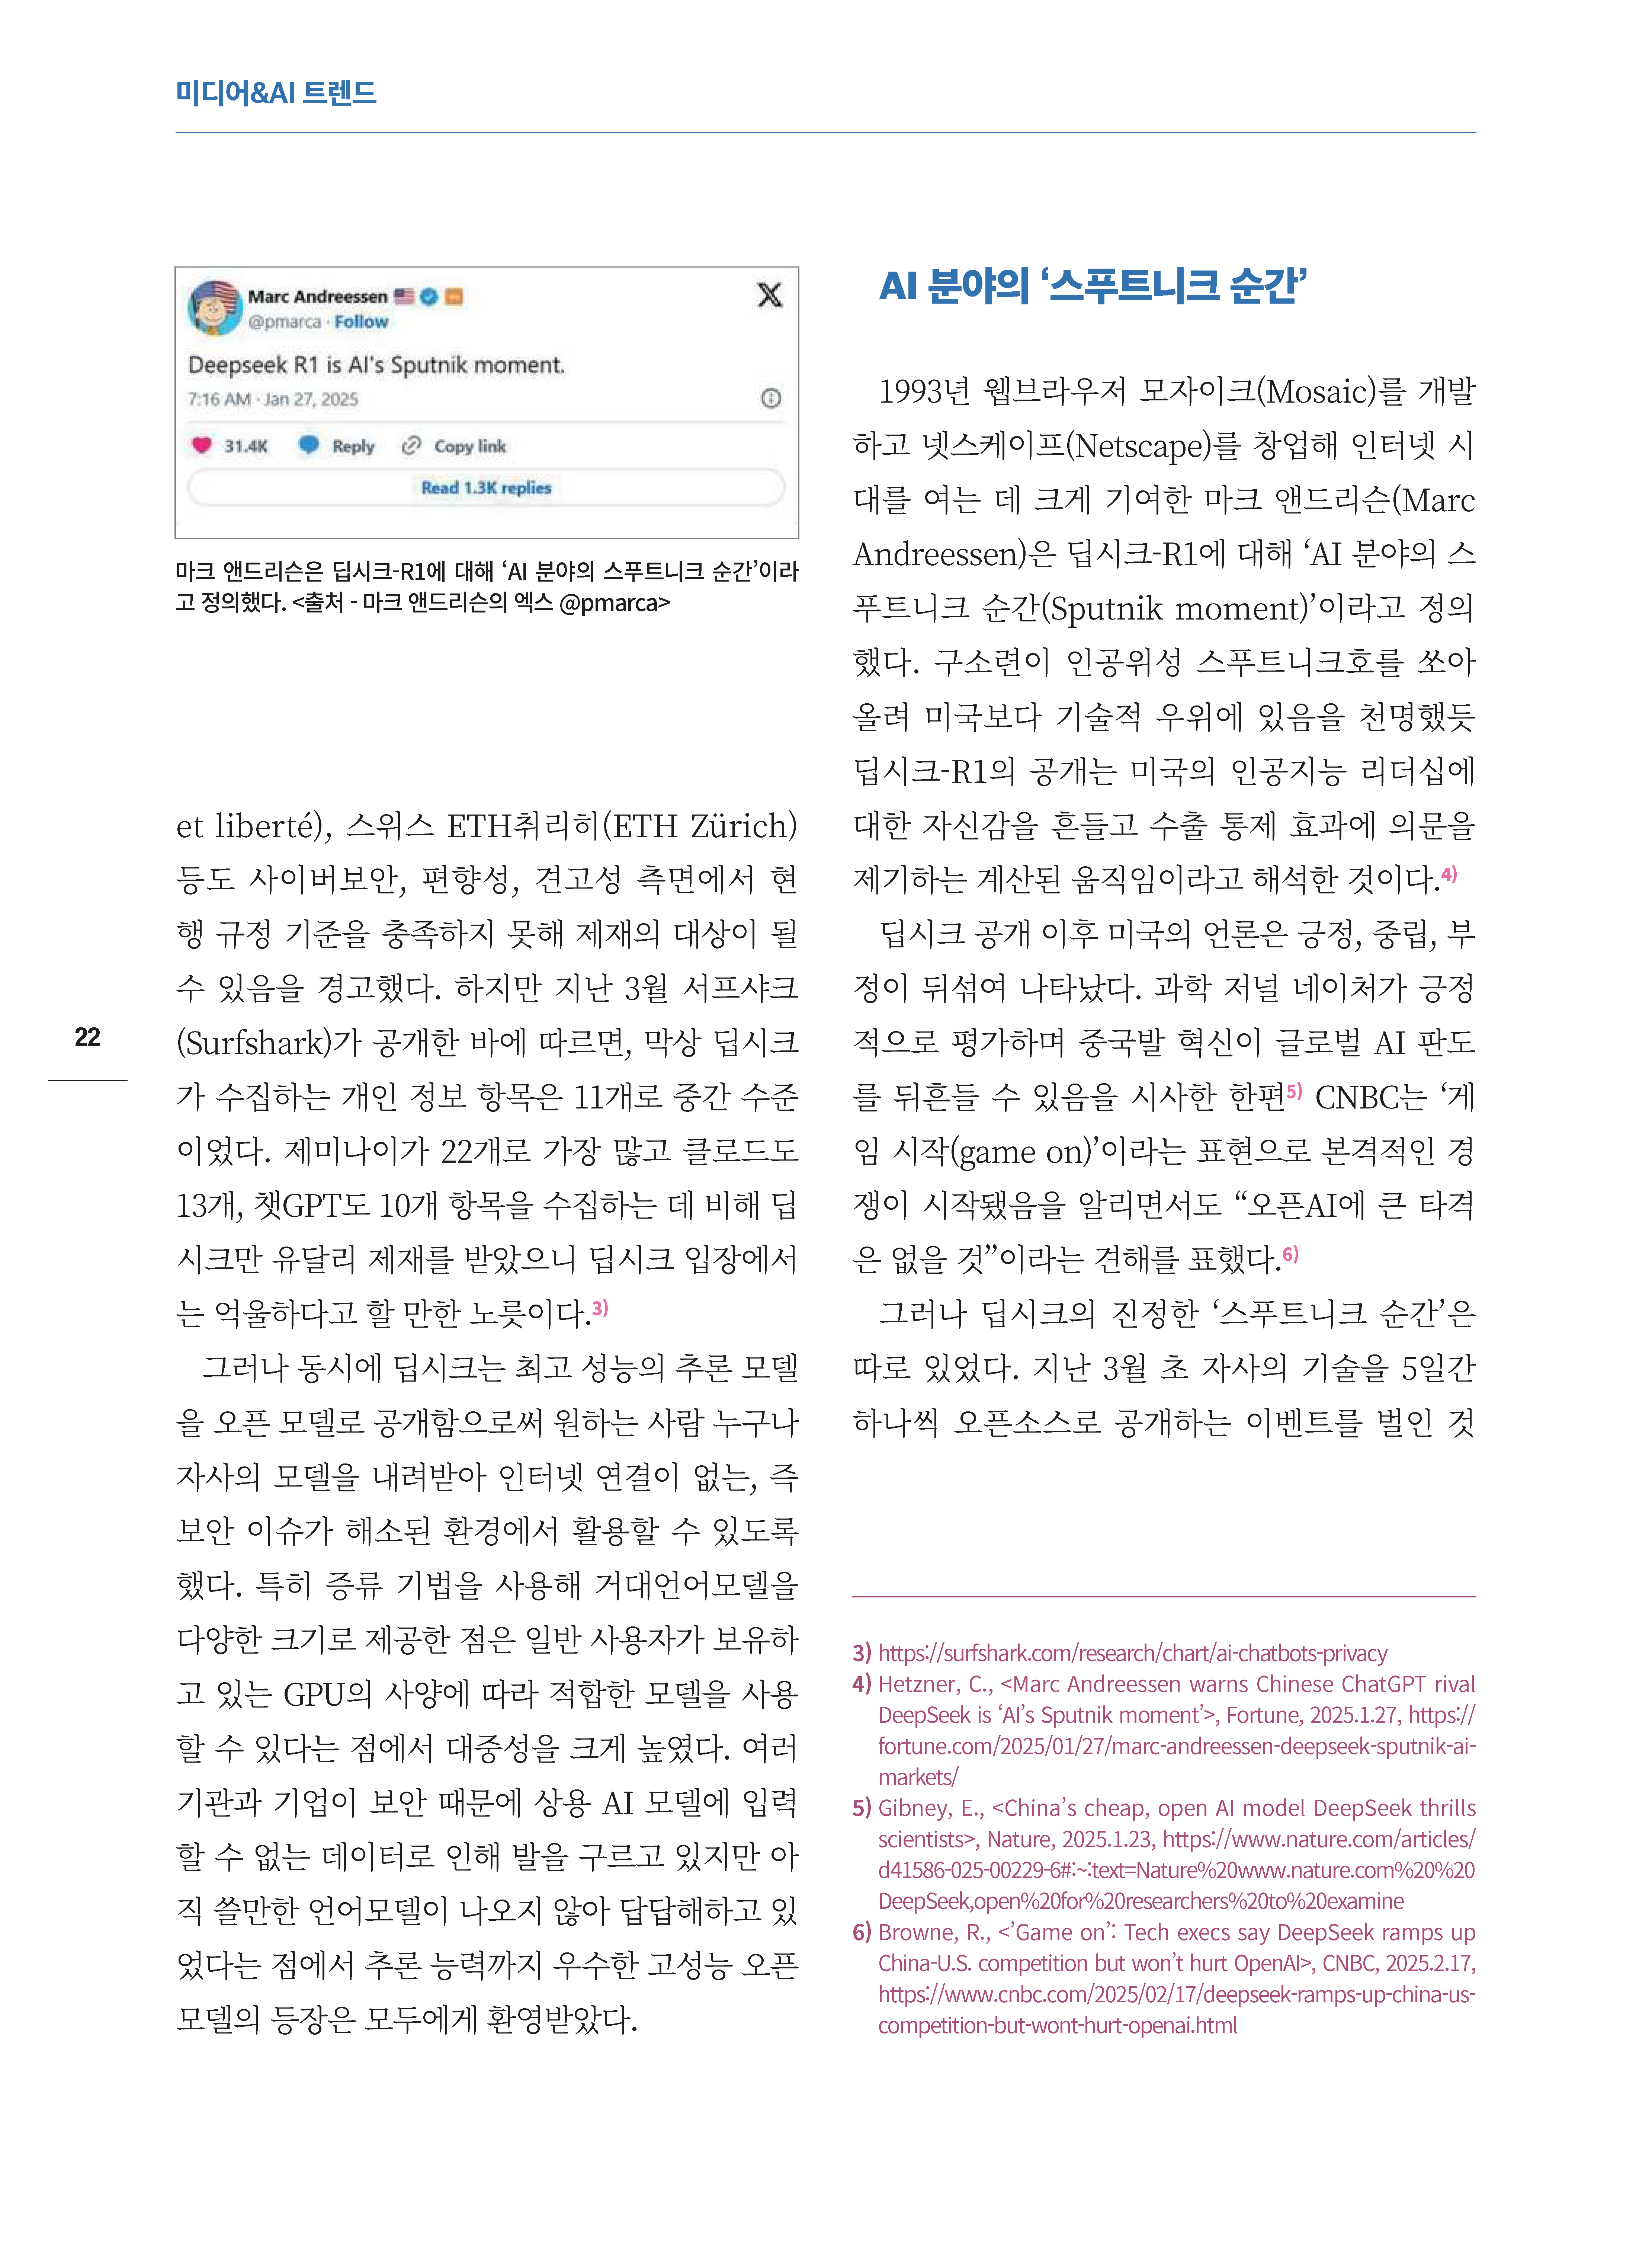 미디어&AI 트렌드
Marc Andreessen
@pmarca · Follow
Deepseek R1 is AI's Sputnik moment.
7:16 AM · Jan 27, 2025
31.4K Reply Copy link
Read 1.3K replies
마크 앤드리슨은 딥시크-R1에 대해 ‘AI 분야의 스푸트니크 순간’이라
고 정의했다. <출처 - 마크 앤드리슨의 엑스 @pmarca>
et liberté), 스위스 ETH취리히(ETH Zürich)
등도 사이버보안, 편향성, 견고성 측면에서 현
행 규정 기준을 충족하지 못해 제재의 대상이 될
수 있음을 경고했다. 하지만 지난 3월 서프샤크
(Surfshark)가 공개한 바에 따르면, 막상 딥시크
가 수집하는 개인 정보 항목은 11개로 중간 수준
이었다. 제미나이가 22개로 가장 많고 클로드도
13개, 챗GPT도 10개 항목을 수집하는 데 비해 딥
시크만 유달리 제재를 받았으니 딥시크 입장에서
는 억울하다고 할 만한 노릇이다.3)
그러나 동시에 딥시크는 최고 성능의 추론 모델
을 오픈 모델로 공개함으로써 원하는 사람 누구나
자사의 모델을 내려받아 인터넷 연결이 없는, 즉
보안 이슈가 해소된 환경에서 활용할 수 있도록
했다. 특히 증류 기법을 사용해 거대언어모델을
다양한 크기로 제공한 점은 일반 사용자가 보유하
고 있는 GPU의 사양에 따라 적합한 모델을 사용
할 수 있다는 점에서 대중성을 크게 높였다. 여러
기관과 기업이 보안 때문에 상용 AI 모델에 입력
할 수 없는 데이터로 인해 발을 구르고 있지만 아
직 쓸만한 언어모델이 나오지 않아 답답해하고 있
었다는 점에서 추론 능력까지 우수한 고성능 오픈
모델의 등장은 모두에게 환영받았다.
22
AI 분야의 ‘스푸트니크 순간’
1993년 웹브라우저 모자이크(Mosaic)를 개발
하고 넷스케이프(Netscape)를 창업해 인터넷 시
대를 여는 데 크게 기여한 마크 앤드리슨(Marc
Andreessen)은 딥시크-R1에 대해 ‘AI 분야의 스
푸트니크 순간(Sputnik moment)’이라고 정의
했다. 구소련이 인공위성 스푸트니크호를 쏘아
올려 미국보다 기술적 우위에 있음을 천명했듯
딥시크-R1의 공개는 미국의 인공지능 리더십에
대한 자신감을 흔들고 수출 통제 효과에 의문을
제기하는 계산된 움직임이라고 해석한 것이다.4)
딥시크 공개 이후 미국의 언론은 긍정, 중립, 부
정이 뒤섞여 나타났다. 과학 저널 네이처가 긍정
적으로 평가하며 중국발 혁신이 글로벌 AI 판도
를 뒤흔들 수 있음을 시사한 한편5) CNBC는 ‘게
임 시작(game on)’이라는 표현으로 본격적인 경
쟁이 시작됐음을 알리면서도 “오픈AI에 큰 타격
은 없을 것”이라는 견해를 표했다.6)
그러나 딥시크의 진정한 ‘스푸트니크 순간’은
따로 있었다. 지난 3월 초 자사의 기술을 5일간
하나씩 오픈소스로 공개하는 이벤트를 벌인 것
3) https://surfshark.com/research/chart/ai-chatbots-privacy
4) Hetzner, C., <Marc Andreessen warns Chinese ChatGPT rival
DeepSeek is ‘AI’s Sputnik moment’>, Fortune, 2025.1.27, https://
fortune.com/2025/01/27/marc-andreessen-deepseek-sputnik-ai-
markets/
5) Gibney, E., <China’s cheap, open AI model DeepSeek thrills
scientists>, Nature, 2025.1.23, https://www.nature.com/articles/
d41586-025-00229-6#:~:text=Nature%20www.nature.com%20%20
DeepSeek,open%20for%20researchers%20to%20examine
6) Browne, R., <’Game on’: Tech execs say DeepSeek ramps up
China-U.S. competition but won’t hurt OpenAI>, CNBC, 2025.2.17,
https://www.cnbc.com/2025/02/17/deepseek-ramps-up-china-us-
competition-but-wont-hurt-openai.html